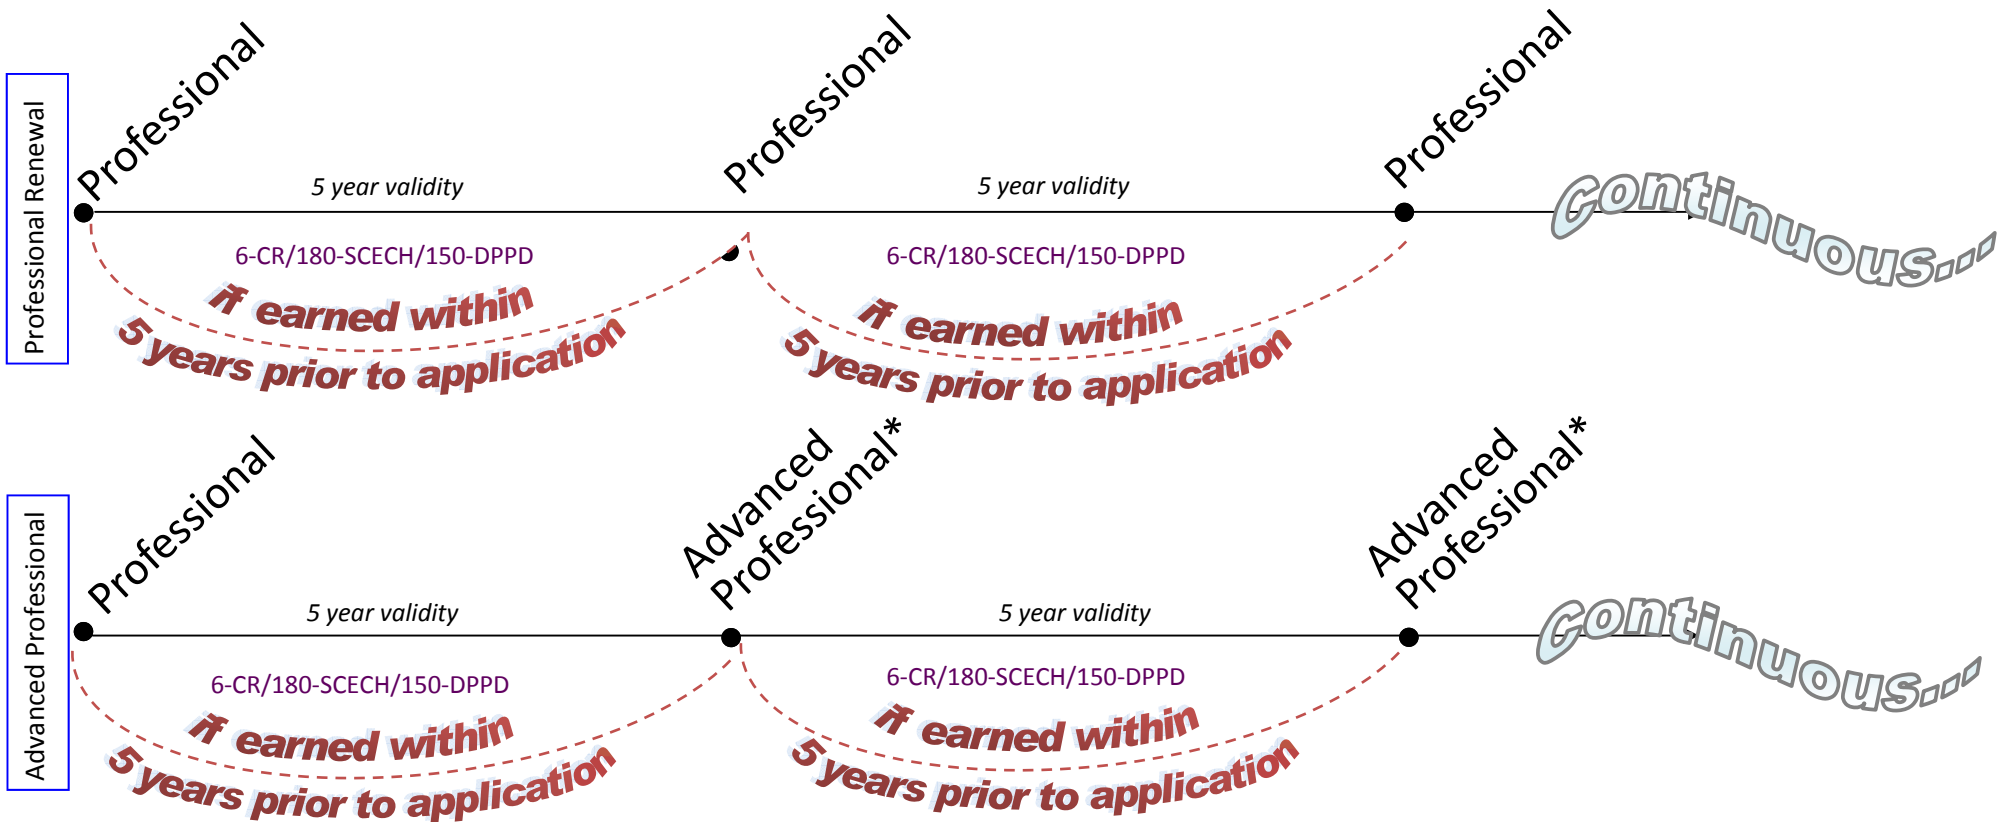 Professional Renewal
Professional
Professional
Professional
5 year validity
5 year validity
Continuous...
6-CR/180-SCECH/150-DPPD
6-CR/180-SCECH/150-DPPD
if earned within
5 years prior to application
if earned within
5 years prior to application
Advanced Professional
Professional
Advanced
Professional*
Advanced
Professional*
5 year validity
5 year validity
Continuous...
6-CR/180-SCECH/150-DPPD
6-CR/180-SCECH/150-DPPD
if earned within
5 years prior to application
if earned within
5 years prior to application